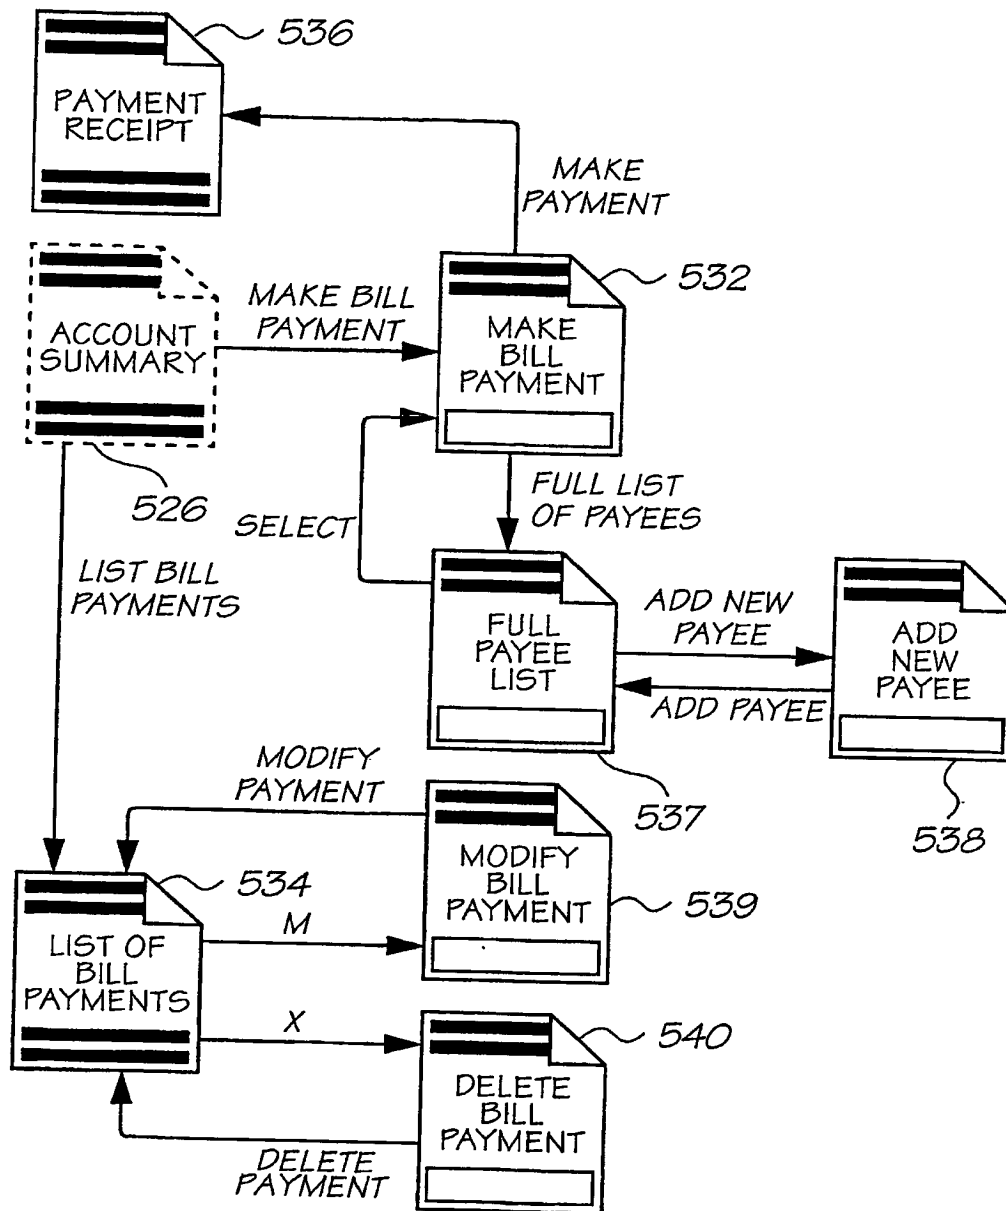 536
PAYMENT
RECEIPT
MAKE
PAYMENT
532
MAKE BILL
PAYMENT
MAKE
BILL
PAYMENT
ACCOUNT
SUMMARY
526
SELECT
FULL LIST
OF PAYEES
LIST BILL
PAYMENTS
FULL
PAYEE
LIST
ADD NEW
PAYEE
ADD
NEW
PAYEE
ADD PAYEE
537
538
MODIFY
PAYMENT
534
MODIFY
BILL
PAYMENT
539
M
LIST OF
BILL
PAYMENTS
X
540
DELETE
BILL
PAYMENT
DELETE
PAYMENT